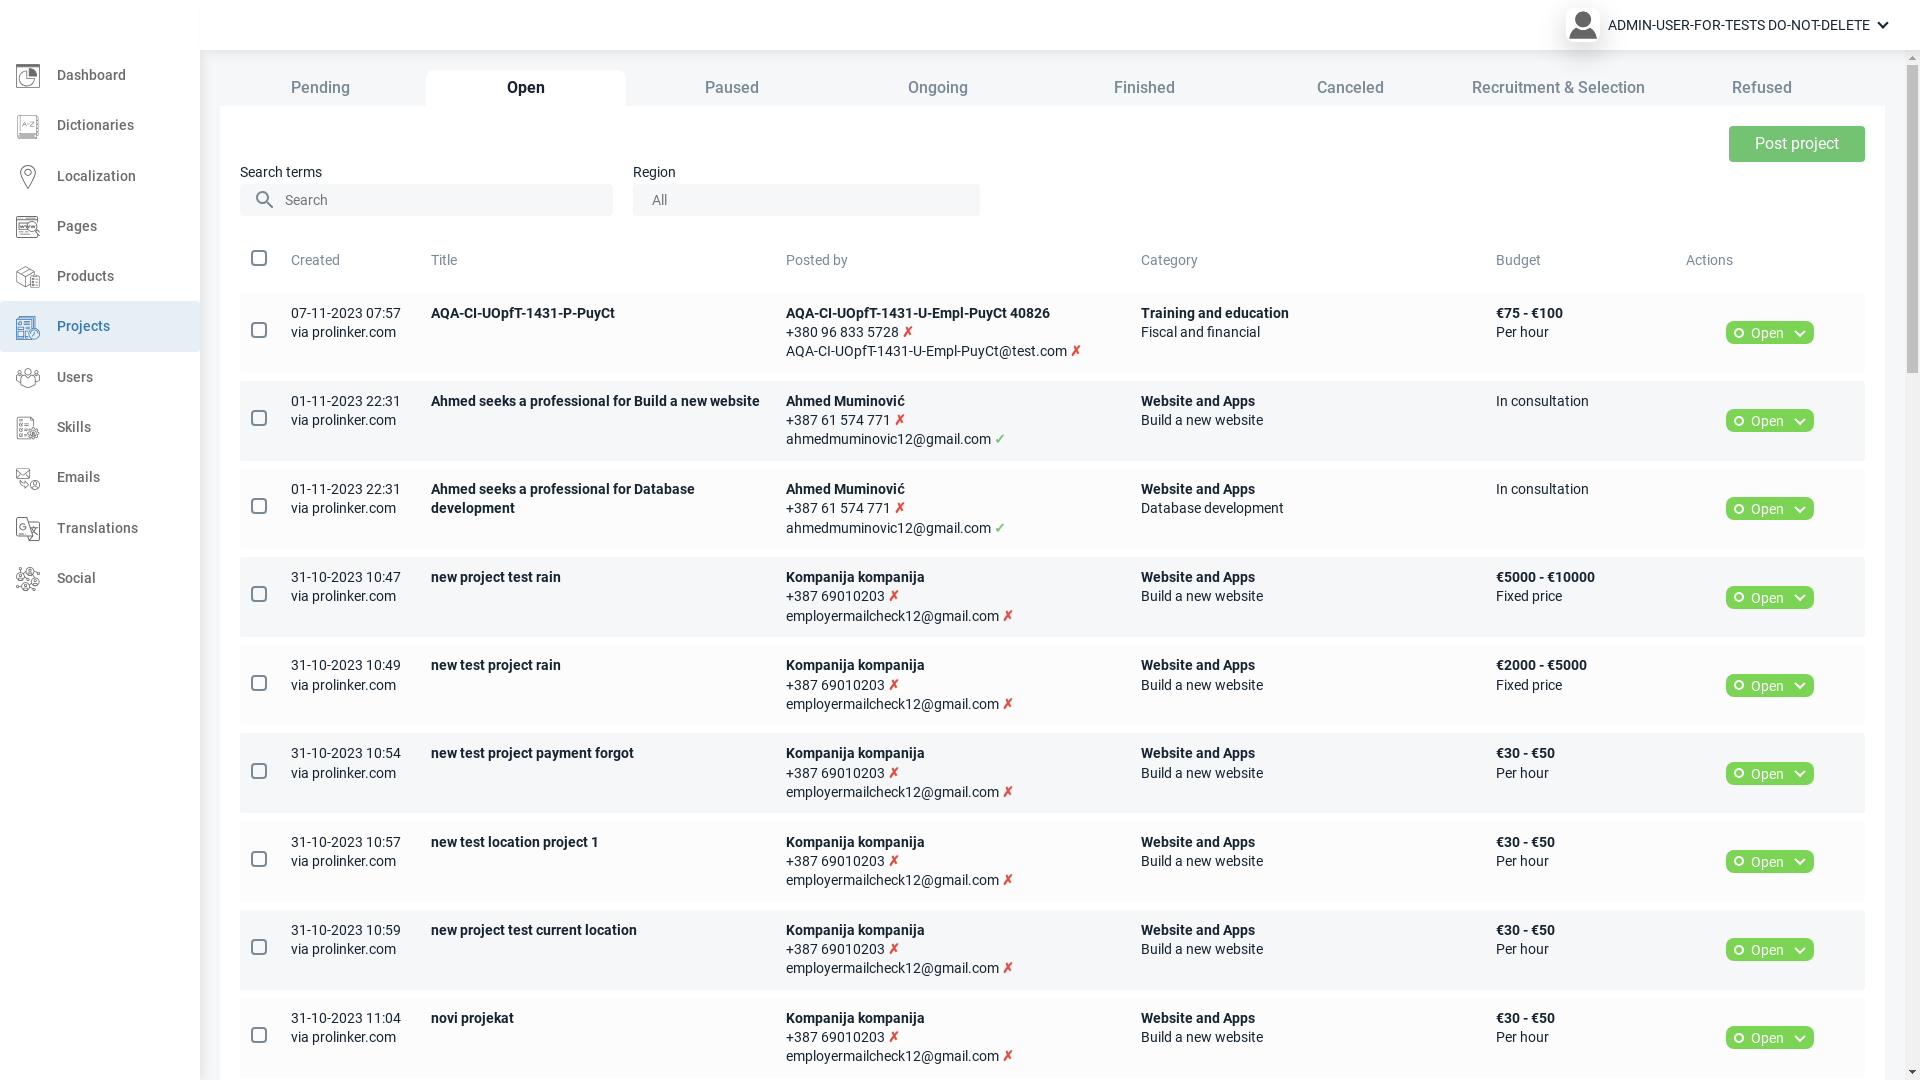 ADMIN-USER-FOR-TESTS DO-NOT-DELETE
Dashboard
Dictionaries
Localization
Pages
Products
Projects
Users
Skills
Emails
Translations
Social
Pending
Open
Paused
Ongoing
Finished
Canceled
Recruitment & Selection
Refused
Post project
Search terms
Region
Search
All
Created
Title
Posted by
Category
Budget
Actions
07-11-2023 07:57
via prolinker.com
AQA-CI-UOpfT-1431-P-PuyCt
AQA-CI-UOpfT-1431-U-Empl-PuyCt 40826
+380 96 833 5728 ✗
AQA-CI-UOpfT-1431-U-Empl-PuyCt@test.com ✗
Training and education
Fiscal and financial
€75 - €100
Per hour
Open
01-11-2023 22:31
via prolinker.com
Ahmed seeks a professional for Build a new website
Ahmed Muminović
+387 61 574 771 ✗
ahmedmuminovic12@gmail.com ✓
Website and Apps
Build a new website
In consultation
Open
01-11-2023 22:31
via prolinker.com
Ahmed seeks a professional for Database
development
Ahmed Muminović
+387 61 574 771 ✗
ahmedmuminovic12@gmail.com ✓
Website and Apps
Database development
In consultation
Open
31-10-2023 10:47
via prolinker.com
new project test rain
Kompanija kompanija
+387 69010203 ✗
employermailcheck12@gmail.com ✗
Website and Apps
Build a new website
€5000 - €10000
Fixed price
Open
31-10-2023 10:49
via prolinker.com
new test project rain
Kompanija kompanija
+387 69010203 ✗
employermailcheck12@gmail.com ✗
Website and Apps
Build a new website
€2000 - €5000
Fixed price
Open
31-10-2023 10:54
via prolinker.com
new test project payment forgot
Kompanija kompanija
+387 69010203 ✗
employermailcheck12@gmail.com ✗
Website and Apps
Build a new website
€30 - €50
Per hour
Open
31-10-2023 10:57
via prolinker.com
new test location project 1
Kompanija kompanija
+387 69010203 ✗
employermailcheck12@gmail.com ✗
Website and Apps
Build a new website
€30 - €50
Per hour
Open
31-10-2023 10:59
via prolinker.com
new project test current location
Kompanija kompanija
+387 69010203 ✗
employermailcheck12@gmail.com ✗
Website and Apps
Build a new website
€30 - €50
Per hour
Open
31-10-2023 11:04
via prolinker.com
novi projekat
Kompanija kompanija
+387 69010203 ✗
employermailcheck12@gmail.com ✗
Website and Apps
Build a new website
€30 - €50
Per hour
Open